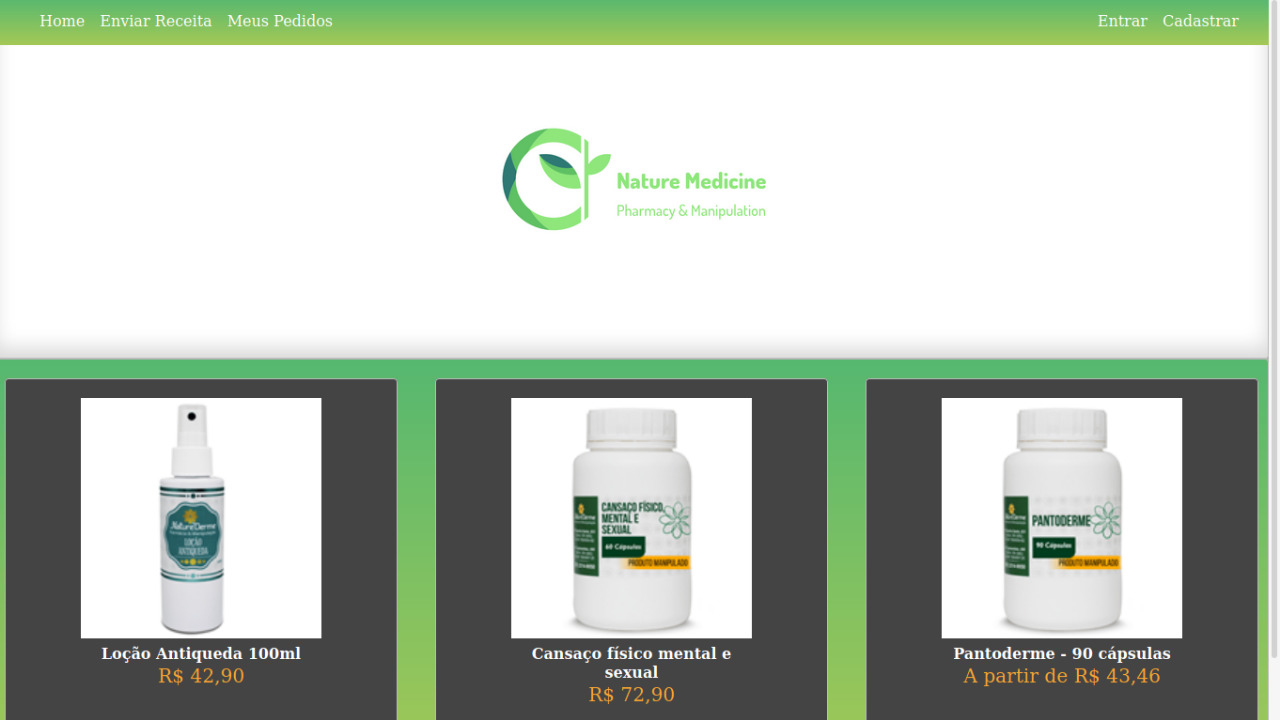 Home Enviar Receita Meus Pedidos Entrar Cadastrar
Nature Medicine
Pharmacy & Manipulation
NatureDerme
LOÇÃO
ANTIQUEDA
CANSAÇO FÍSICO,
MENTAL E
SEXUAL
60 Cápsulas
PRODUTO MANIPULADO
PANTODERME
90 Cápsulas
PRODUTO MANIPULADO
Loção Antiqueda 100ml
R$ 42,90
Cansaço físico mental e
sexual
R$ 72,90
Pantoderme - 90 cápsulas
A partir de R$ 43,46